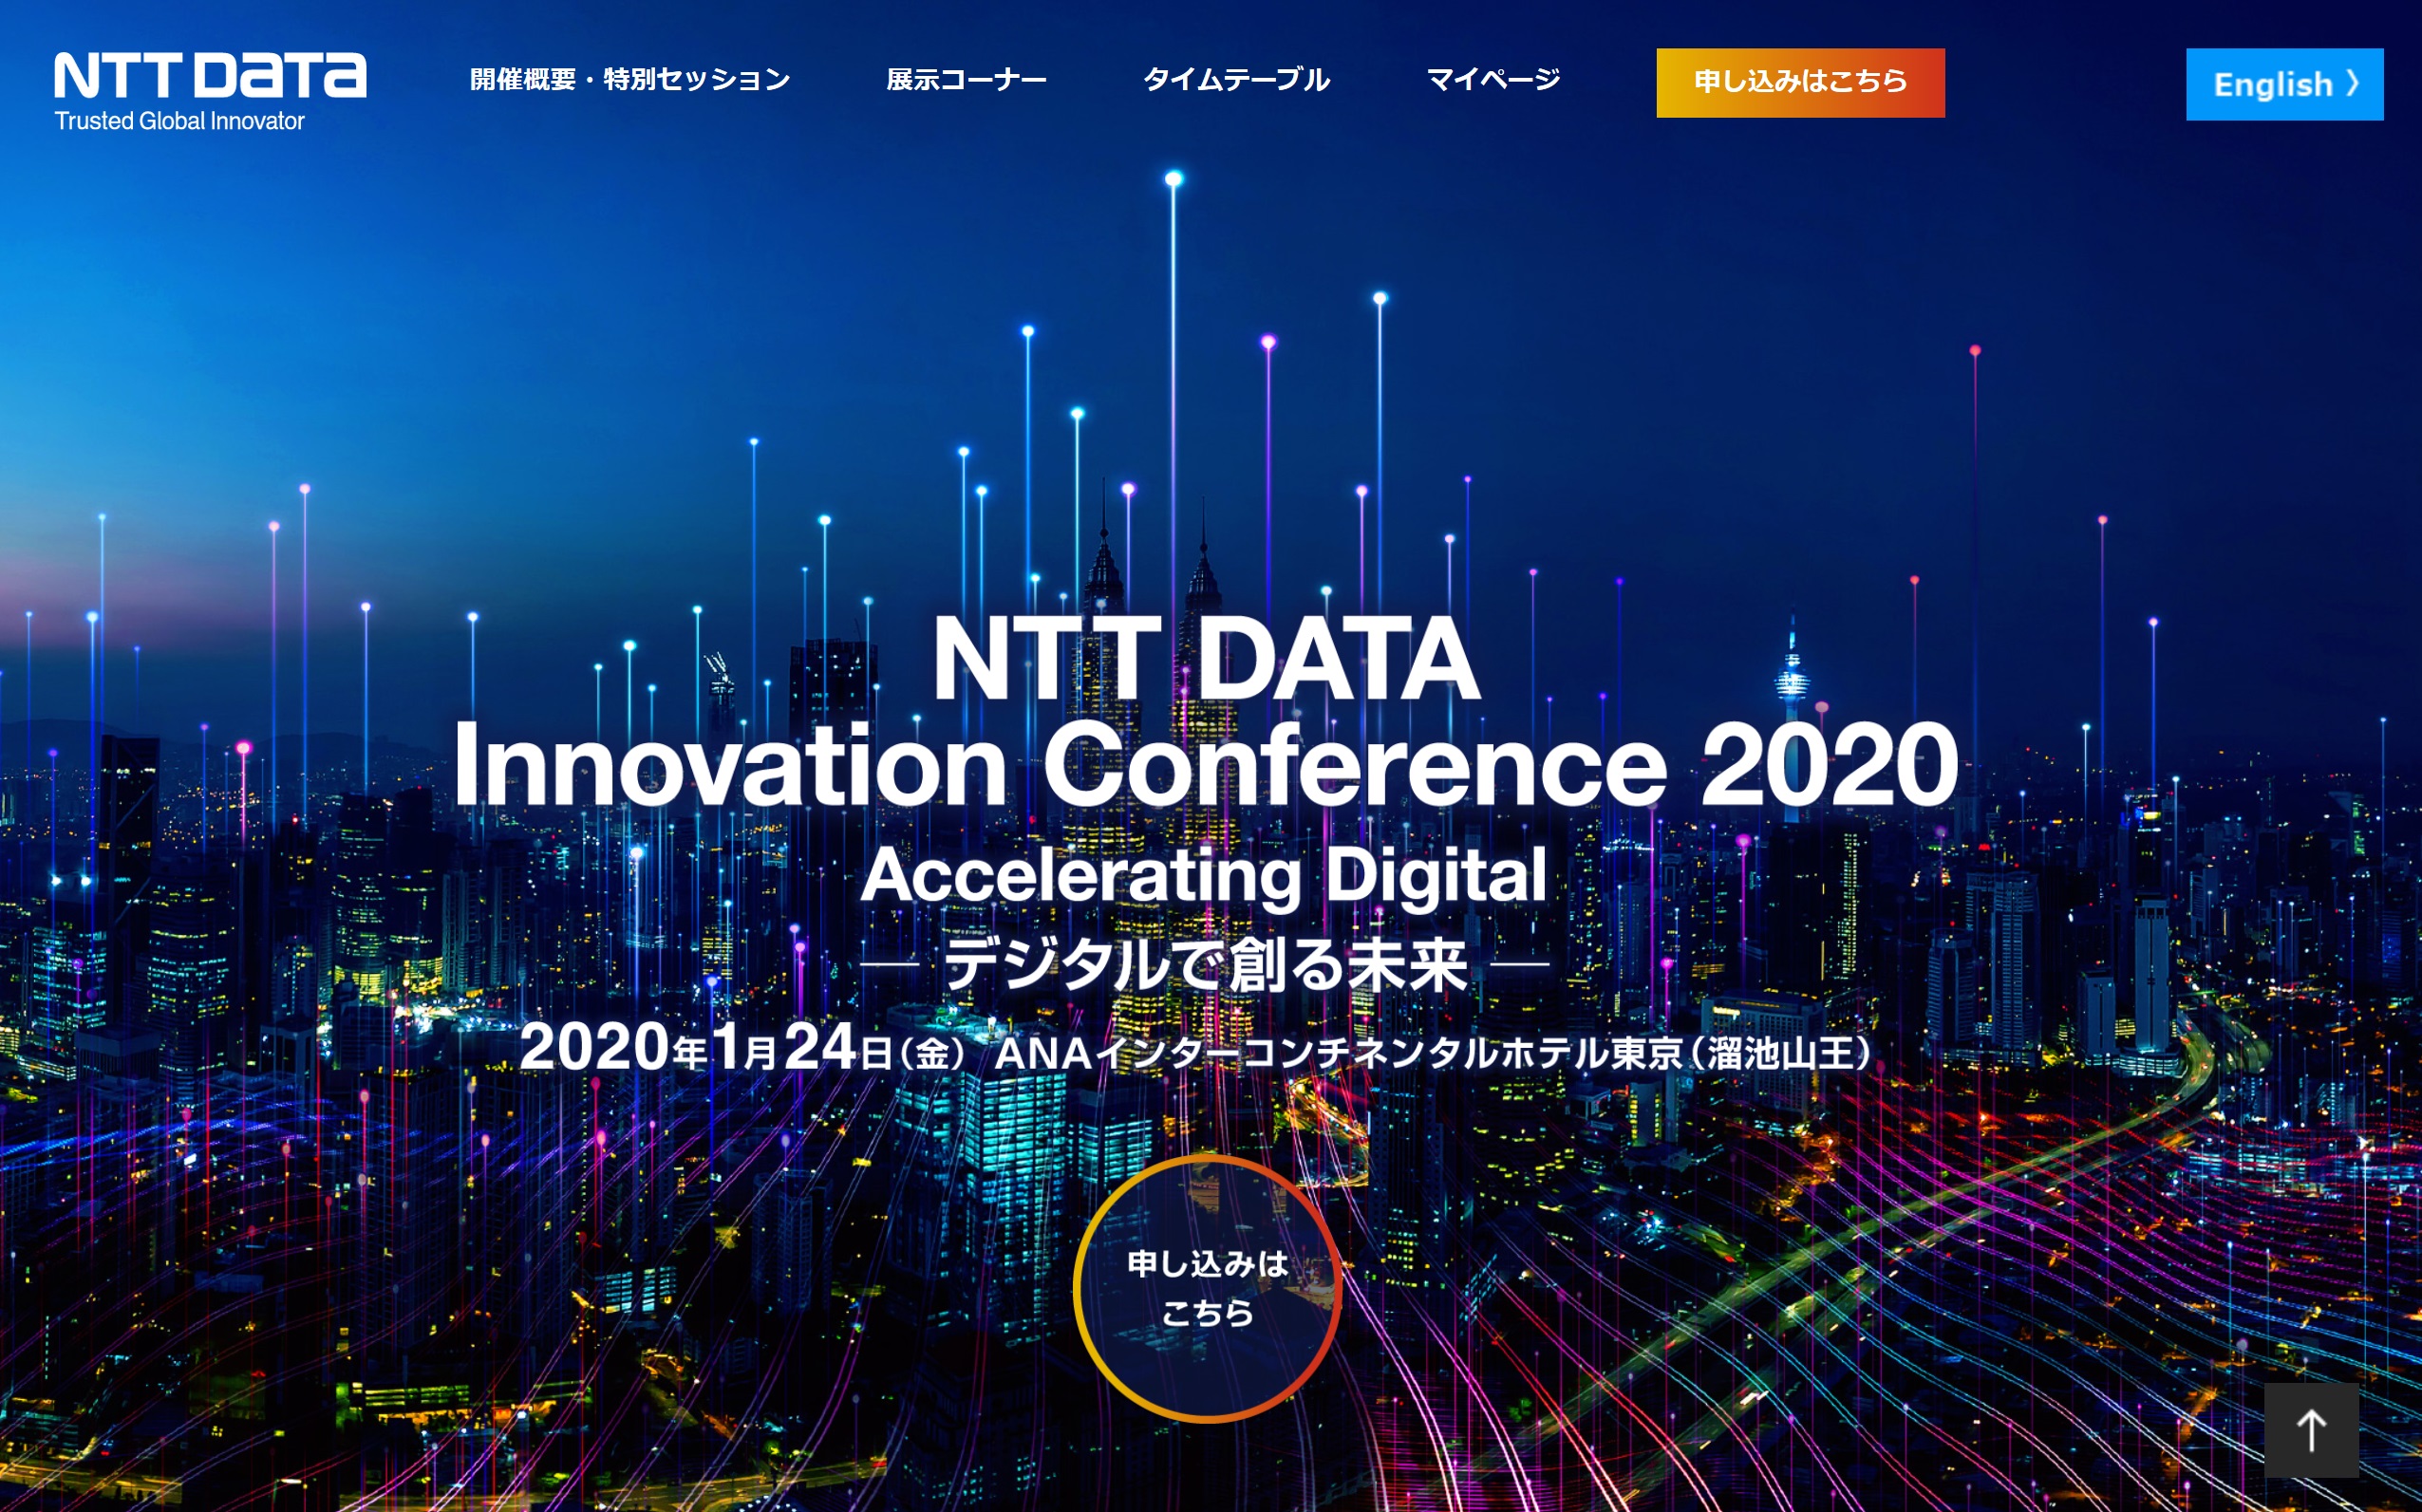 NTT DATA
Trusted Global Innovator
開催概要・特別セッション
展示コーナー
タイムテーブル
マイページ
申し込みはこちら
English 〉
NTT DATA
Innovation Conference 2020
Accelerating Digital
― デジタルで創る未来 ―
2020年1月24日(金) ANAインターコンチネンタルホテル東京(溜池山王)
申し込みは
こちら
↑